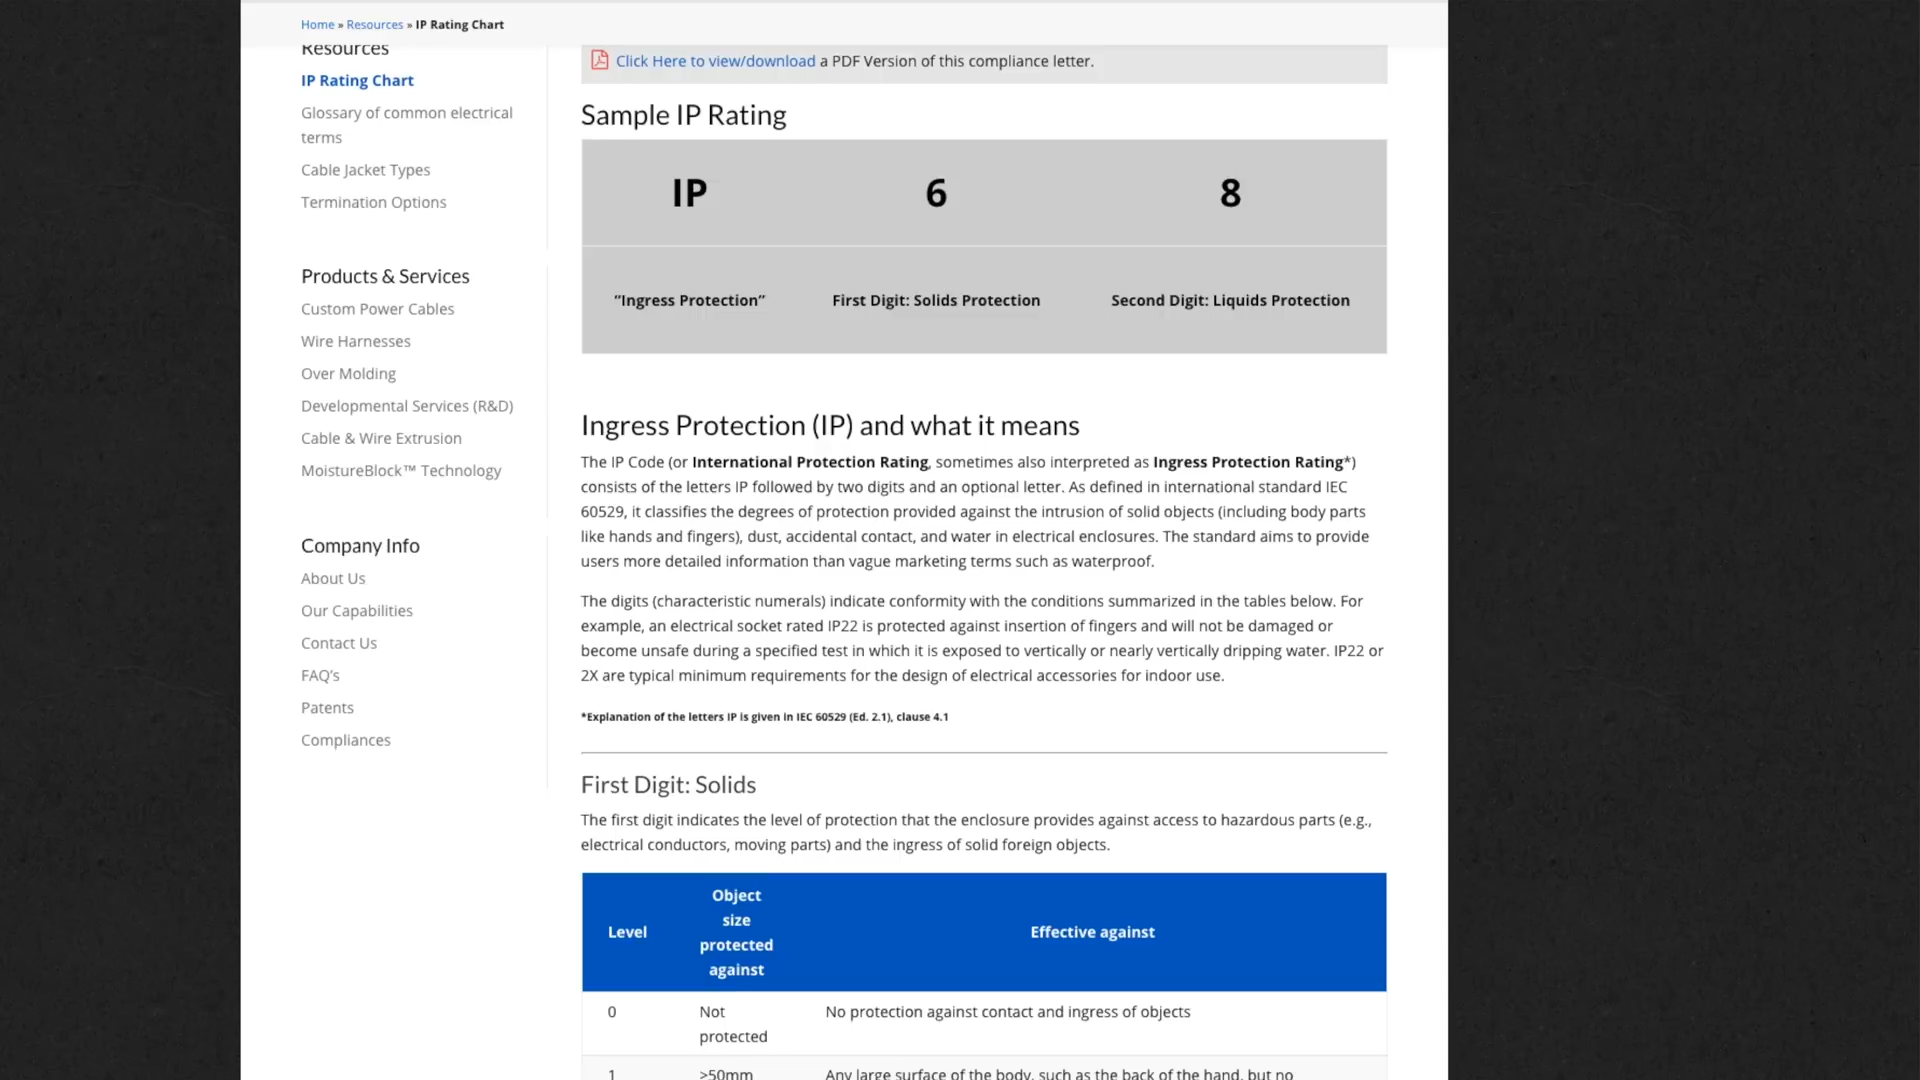 Home » Resources » IP Rating Chart
Resources
IP Rating Chart
Glossary of common electrical
terms
Cable Jacket Types
Termination Options
Products & Services
Custom Power Cables
Wire Harnesses
Over Molding
Developmental Services (R&D)
Cable & Wire Extrusion
MoistureBlock™ Technology
Company Info
About Us
Our Capabilities
Contact Us
FAQ's
Patents
Compliances
Click Here to view/download a PDF Version of this compliance letter.
Sample IP Rating
IP 6 8
“Ingress Protection” First Digit: Solids Protection Second Digit: Liquids Protection
Ingress Protection (IP) and what it means
The IP Code (or International Protection Rating, sometimes also interpreted as Ingress Protection Rating*)
consists of the letters IP followed by two digits and an optional letter. As defined in international standard IEC
60529, it classifies the degrees of protection provided against the intrusion of solid objects (including body parts
like hands and fingers), dust, accidental contact, and water in electrical enclosures. The standard aims to provide
users more detailed information than vague marketing terms such as waterproof.
The digits (characteristic numerals) indicate conformity with the conditions summarized in the tables below. For
example, an electrical socket rated IP22 is protected against insertion of fingers and will not be damaged or
become unsafe during a specified test in which it is exposed to vertically or nearly vertically dripping water. IP22 or
2X are typical minimum requirements for the design of electrical accessories for indoor use.
*Explanation of the letters IP is given in IEC 60529 (Ed. 2.1), clause 4.1
First Digit: Solids
The first digit indicates the level of protection that the enclosure provides against access to hazardous parts (e.g.,
electrical conductors, moving parts) and the ingress of solid foreign objects.
Level
Object
size
protected
against
Effective against
0
Not
protected
No protection against contact and ingress of objects
1 >50mm Any large surface of the body, such as the back of the hand, but no